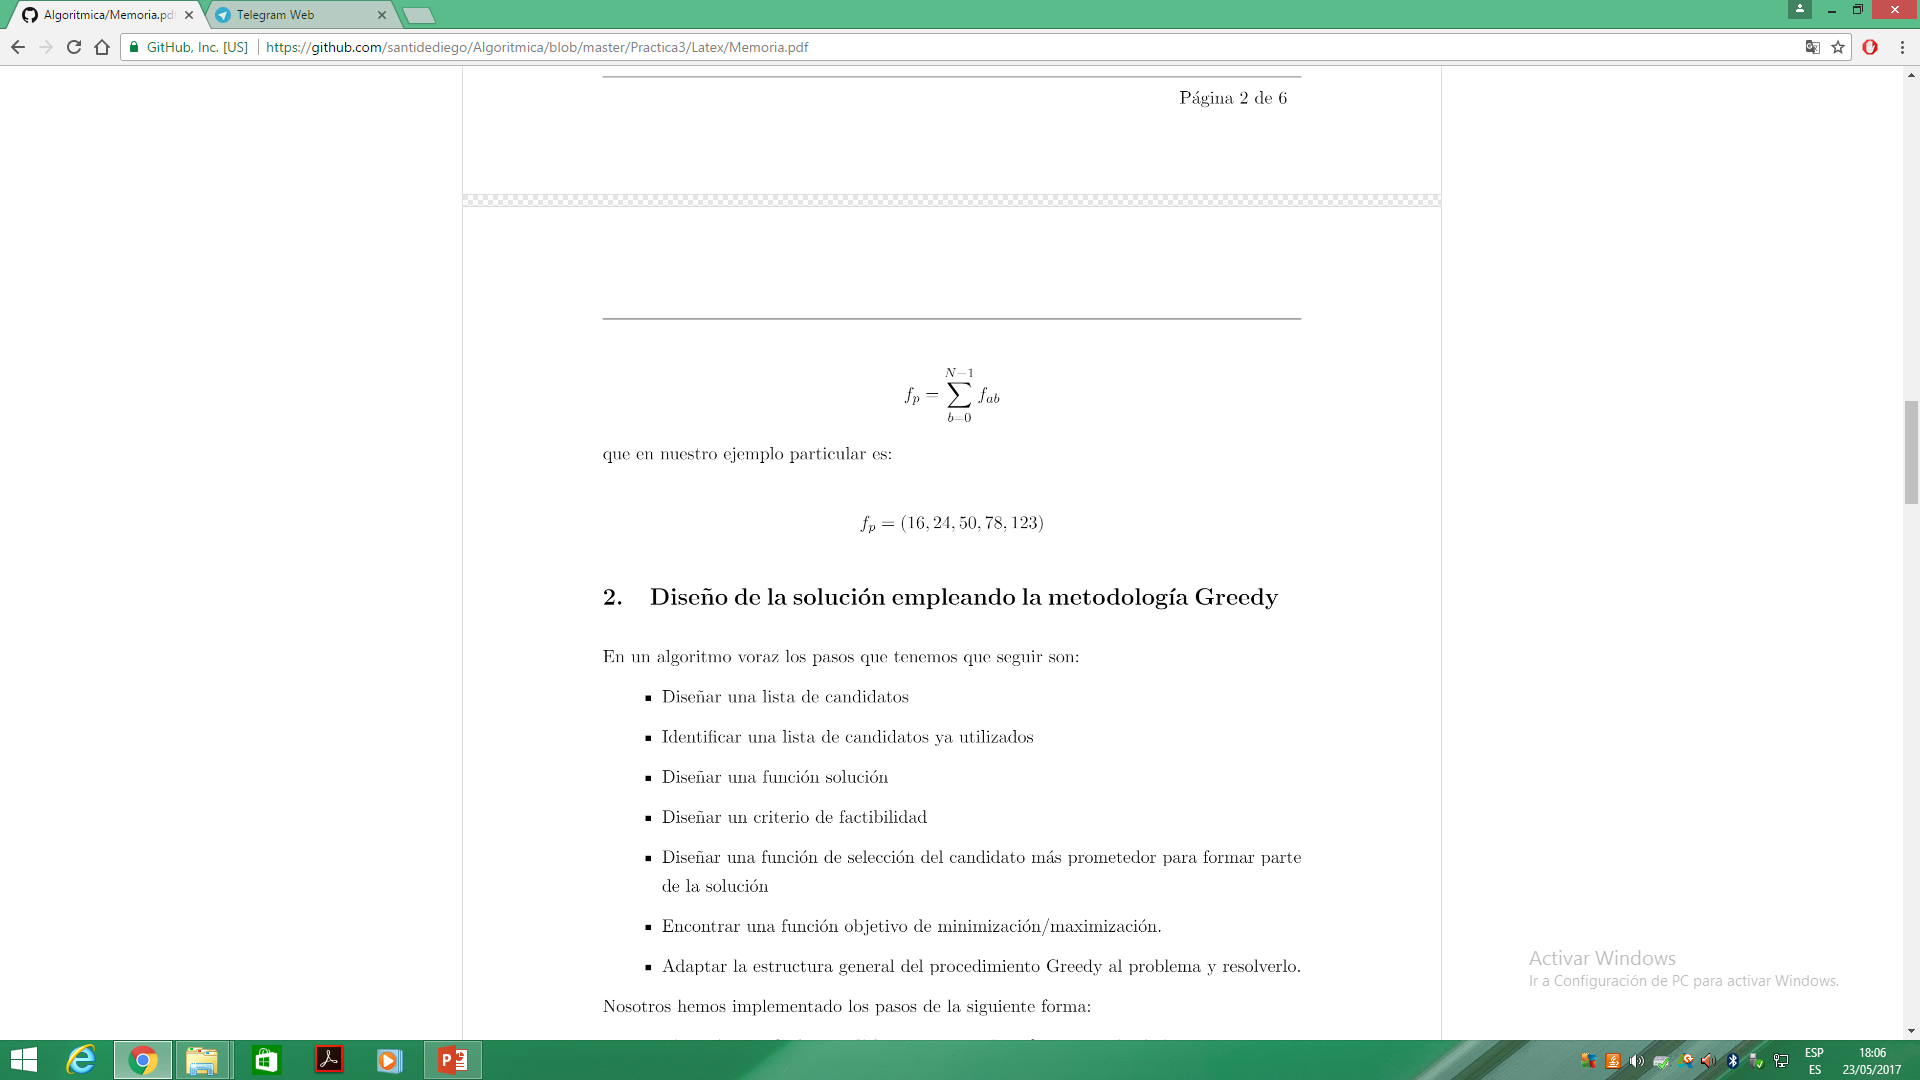 Algoritmica/Memoria.pd
Telegram Web
GitHub, Inc. [US]
https://github.com/santidediego/Algoritmica/blob/master/Practica3/Latex/Memoria.pdf
Página 2 de 6
f_p = \sum_{b=0}^{N-1} f_{ab}
que en nuestro ejemplo particular es:
f_p = (16, 24, 50, 78, 123)
2. Diseño de la solución empleando la metodología Greedy
En un algoritmo voraz los pasos que tenemos que seguir son:
▪ Diseñar una lista de candidatos
▪ Identificar una lista de candidatos ya utilizados
▪ Diseñar una función solución
▪ Diseñar un criterio de factibilidad
▪ Diseñar una función de selección del candidato más prometedor para formar parte
de la solución
▪ Encontrar una función objetivo de minimización/maximización.
▪ Adaptar la estructura general del procedimiento Greedy al problema y resolverlo.
Nosotros hemos implementado los pasos de la siguiente forma:
Activar Windows
Ir a Configuración de PC para activar Windows.
ESP
ES
18:06
23/05/2017